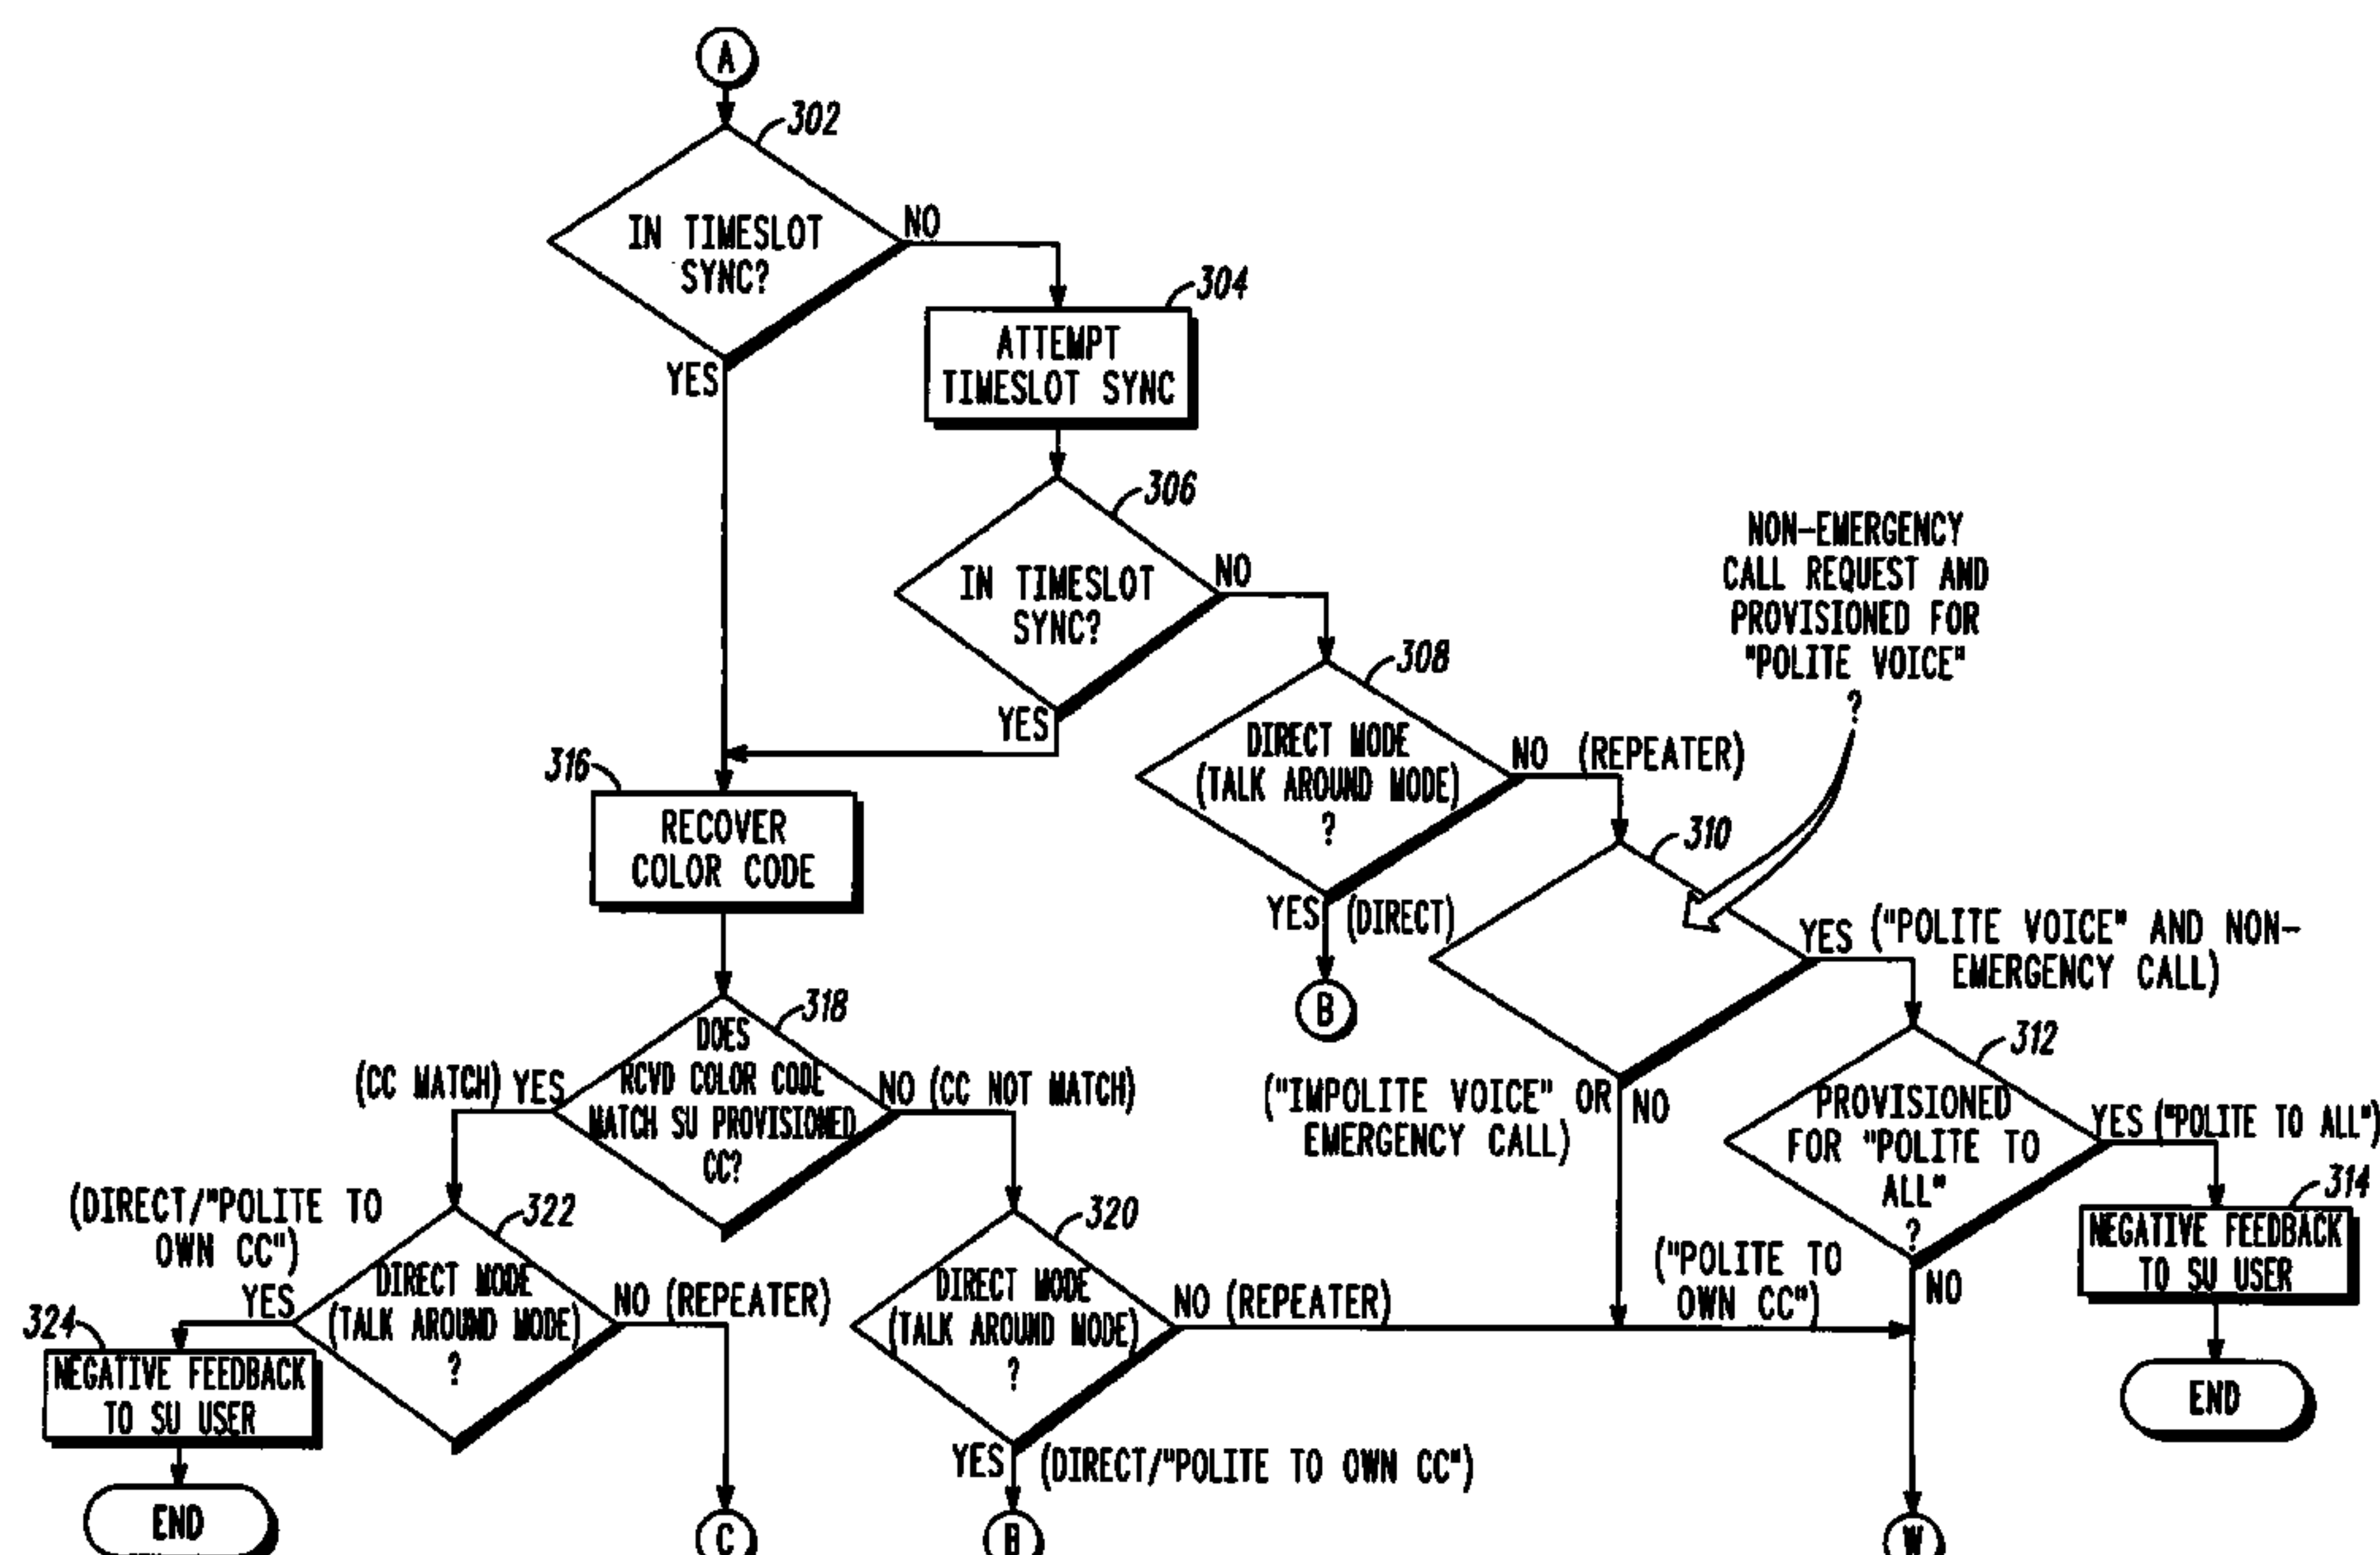 A
302
IN TIMESLOT
SYNC?
NO
YES
304
ATTEMPT
TIMESLOT SYNC
306
IN TIMESLOT
SYNC?
NO
YES
NON-EMERGENCY
CALL REQUEST AND
PROVISIONED FOR
"POLITE VOICE"
?
308
DIRECT MODE
(TALK AROUND MODE)
?
NO (REPEATER)
YES (DIRECT)
B
310
YES ("POLITE VOICE" AND NON-
EMERGENCY CALL)
("IMPOLITE VOICE" OR
EMERGENCY CALL)
NO
312
PROVISIONED
FOR "POLITE TO
ALL"
?
YES ("POLITE TO ALL")
NO
("POLITE TO
OWN CC")
314
NEGATIVE FEEDBACK
TO SU USER
END
316
RECOVER
COLOR CODE
318
DOES
RCVD COLOR CODE
MATCH SU PROVISIONED
CC?
(CC MATCH) YES
NO (CC NOT MATCH)
322
DIRECT MODE
(TALK AROUND MODE)
?
(DIRECT/"POLITE TO
OWN CC")
YES
NO (REPEATER)
324
NEGATIVE FEEDBACK
TO SU USER
END
C
320
DIRECT MODE
(TALK AROUND MODE)
?
NO (REPEATER)
YES (DIRECT/"POLITE TO OWN CC")
B
W